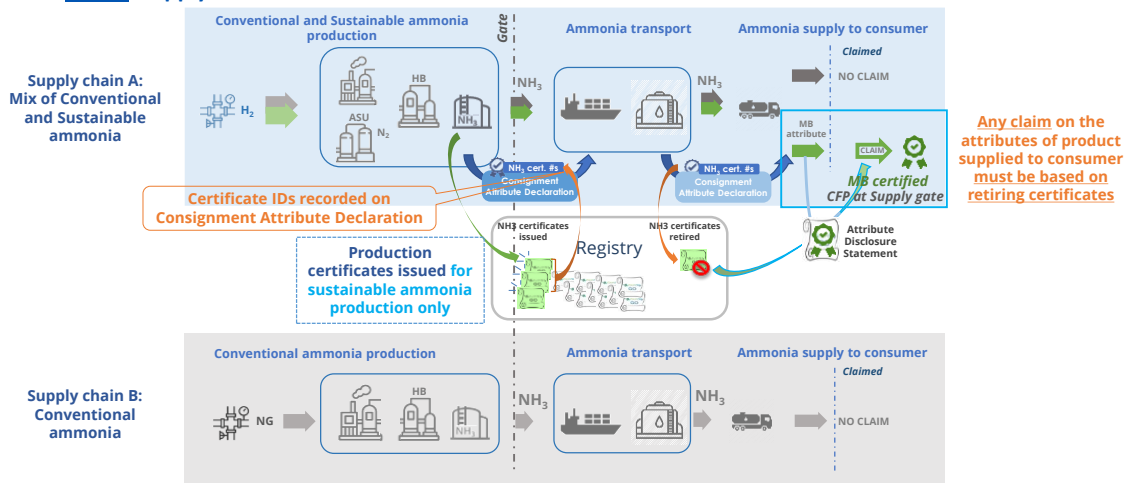 Conventional and Sustainable ammonia
production
Gate
Ammonia transport
Ammonia supply to consumer
Claimed
Supply chain A:
Mix of Conventional
and Sustainable
ammonia
H2
HB
ASU
N2
NH3
NH3
NH3
NO CLAIM
MB
attribute
CLAIM
MB certified
CFP at Supply gate
Any claim on the
attributes of product
supplied to consumer
must be based on
retiring certificates
NH3 cert. #s
Consignment
Attribute Declaration
NH3 cert. #s
Consignment
Attribute Declaration
Certificate IDs recorded on
Consignment Attribute Declaration
NH3 certificates
issued
Registry
NH3 certificates
retired
Attribute
Disclosure
Statement
Production
certificates issued for
sustainable ammonia
production only
Conventional ammonia production
Ammonia transport
Ammonia supply to consumer
Claimed
Supply chain B:
Conventional
ammonia
NG
HB
NH3
NH3
NH3
NO CLAIM